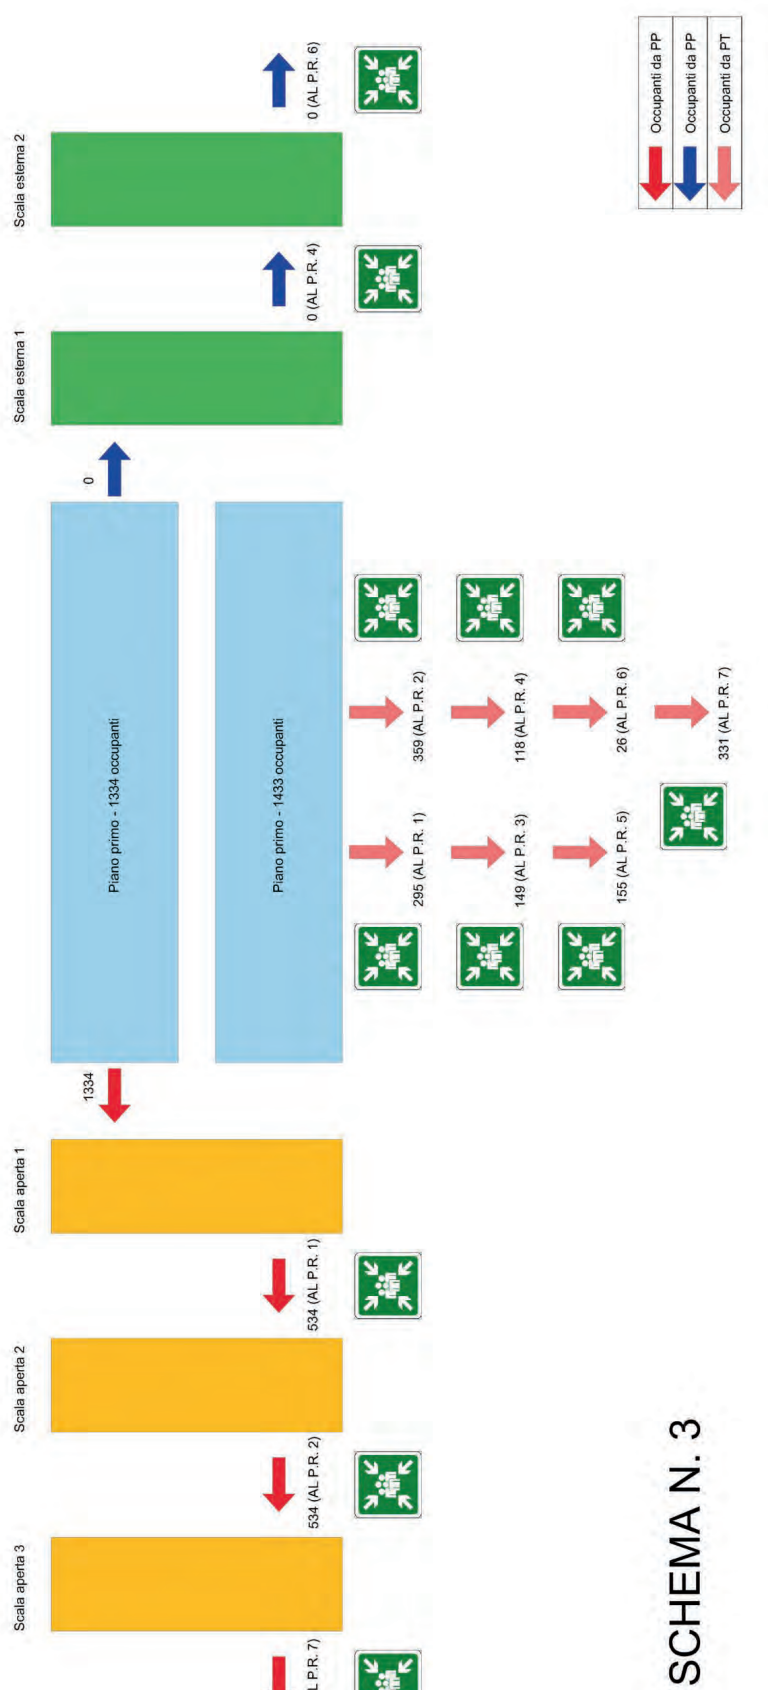 Scala aperta 3
Scala aperta 2
Scala aperta 1
Scala esterna 1
Scala esterna 2
1334
0
Piano primo - 1334 occupanti
Piano primo - 1433 occupanti
L P.R. 7)
534 (AL P.R. 2)
534 (AL P.R. 1)
0 (AL P.R. 4)
0 (AL P.R. 6)
295 (AL P.R. 1)
359 (AL P.R. 2)
149 (AL P.R. 3)
118 (AL P.R. 4)
155 (AL P.R. 5)
26 (AL P.R. 6)
331 (AL P.R. 7)
Occupanti da PP
Occupanti da PP
Occupanti da PT
SCHEMA N. 3